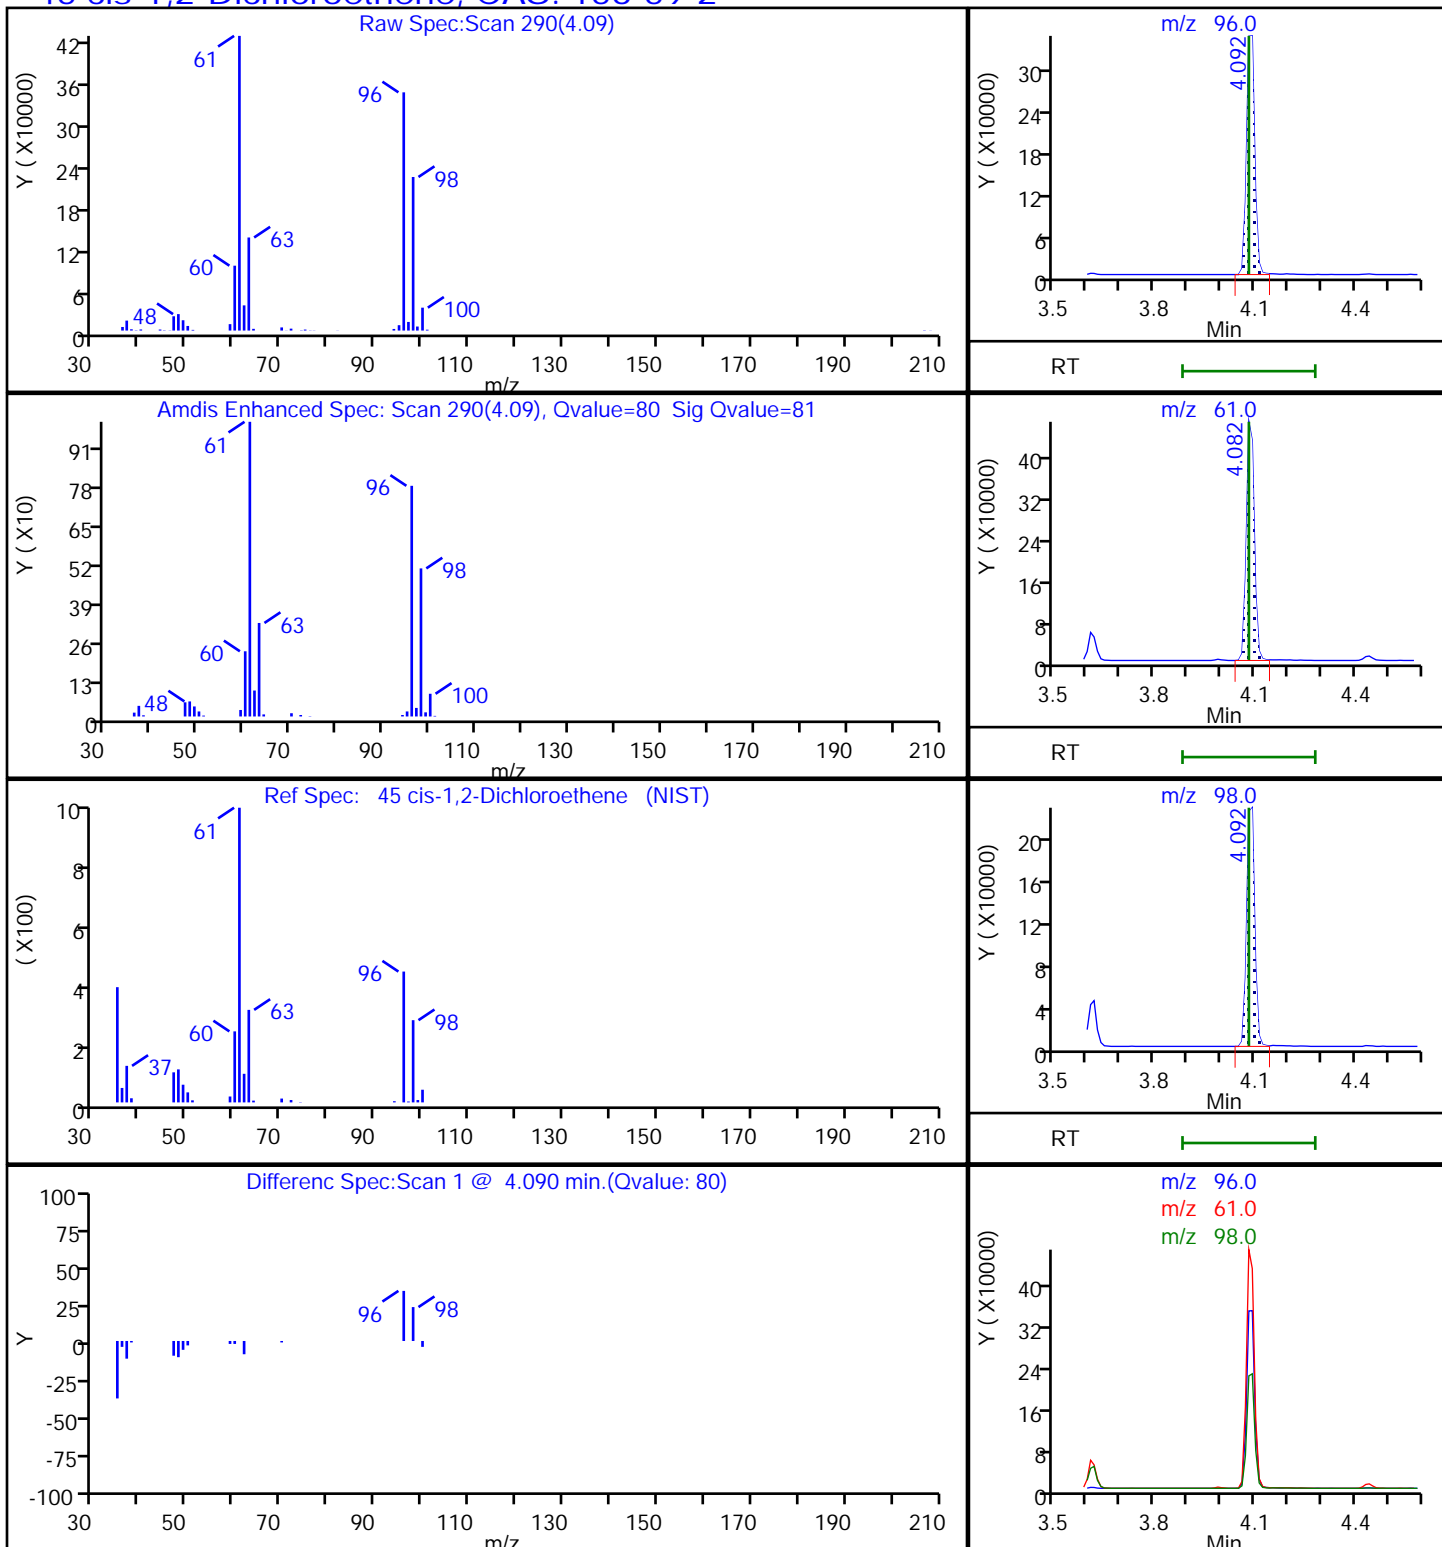 45 cis-1,2-Dichloroethene, CAS: 156-59-2
Raw Spec:Scan 290(4.09)
Y ( X10000)
42
36
30
24
18
12
6
0
61
96
98
63
60
48
100
30 50 70 90 110 130 150 170 190 210
m/z
m/z 96.0
Y ( X10000)
30
24
18
12
6
0
4.092
3.5 3.8 4.1 4.4
Min
RT
Amdis Enhanced Spec: Scan 290(4.09), Qvalue=80 Sig Qvalue=81
Y ( X10)
91
78
65
52
39
26
13
0
61
96
98
63
60
48
100
30 50 70 90 110 130 150 170 190 210
m/z
m/z 61.0
Y ( X10000)
40
32
24
16
8
0
4.082
3.5 3.8 4.1 4.4
Min
RT
Ref Spec: 45 cis-1,2-Dichloroethene (NIST)
( X100)
10
8
6
4
2
0
61
96
63
98
60
37
30 50 70 90 110 130 150 170 190 210
m/z 98.0
Y ( X10000)
20
16
12
8
4
0
4.092
3.5 3.8 4.1 4.4
Min
RT
Differenc Spec:Scan 1 @ 4.090 min.(Qvalue: 80)
Y
100
75
50
25
0
-25
-50
-75
-100
96
98
30 50 70 90 110 130 150 170 190 210
m/z
m/z 96.0
m/z 61.0
m/z 98.0
Y ( X10000)
40
32
24
16
8
0
3.5 3.8 4.1 4.4
Min